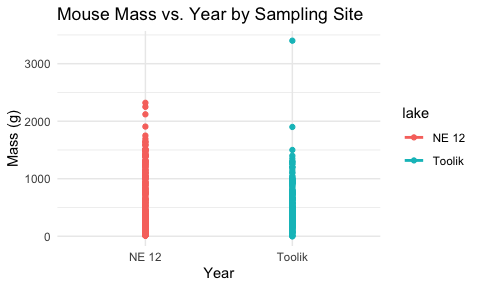 Mouse Mass vs. Year by Sampling Site
3000
2000
1000
0
Mass (g)
NE 12
Toolik
Year
lake
NE 12
Toolik